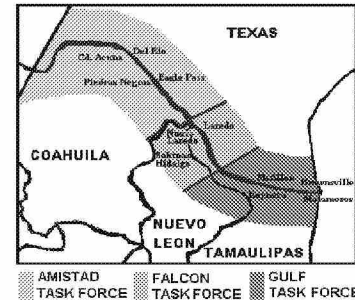 TEXAS
Del Rio
Cd. Acuna
Eagle Pass
Piedras Negras
Laredo
Nuevo
Laredo
COAHUILA
Sabinas
Hidalgo
McAllen
Brownsville
Reynosa
Matamoros
NUEVO
LEON
TAMAULIPAS
AMISTAD
TASK FORCE
FALCON
TASK FORCE
GULF
TASK FORCE